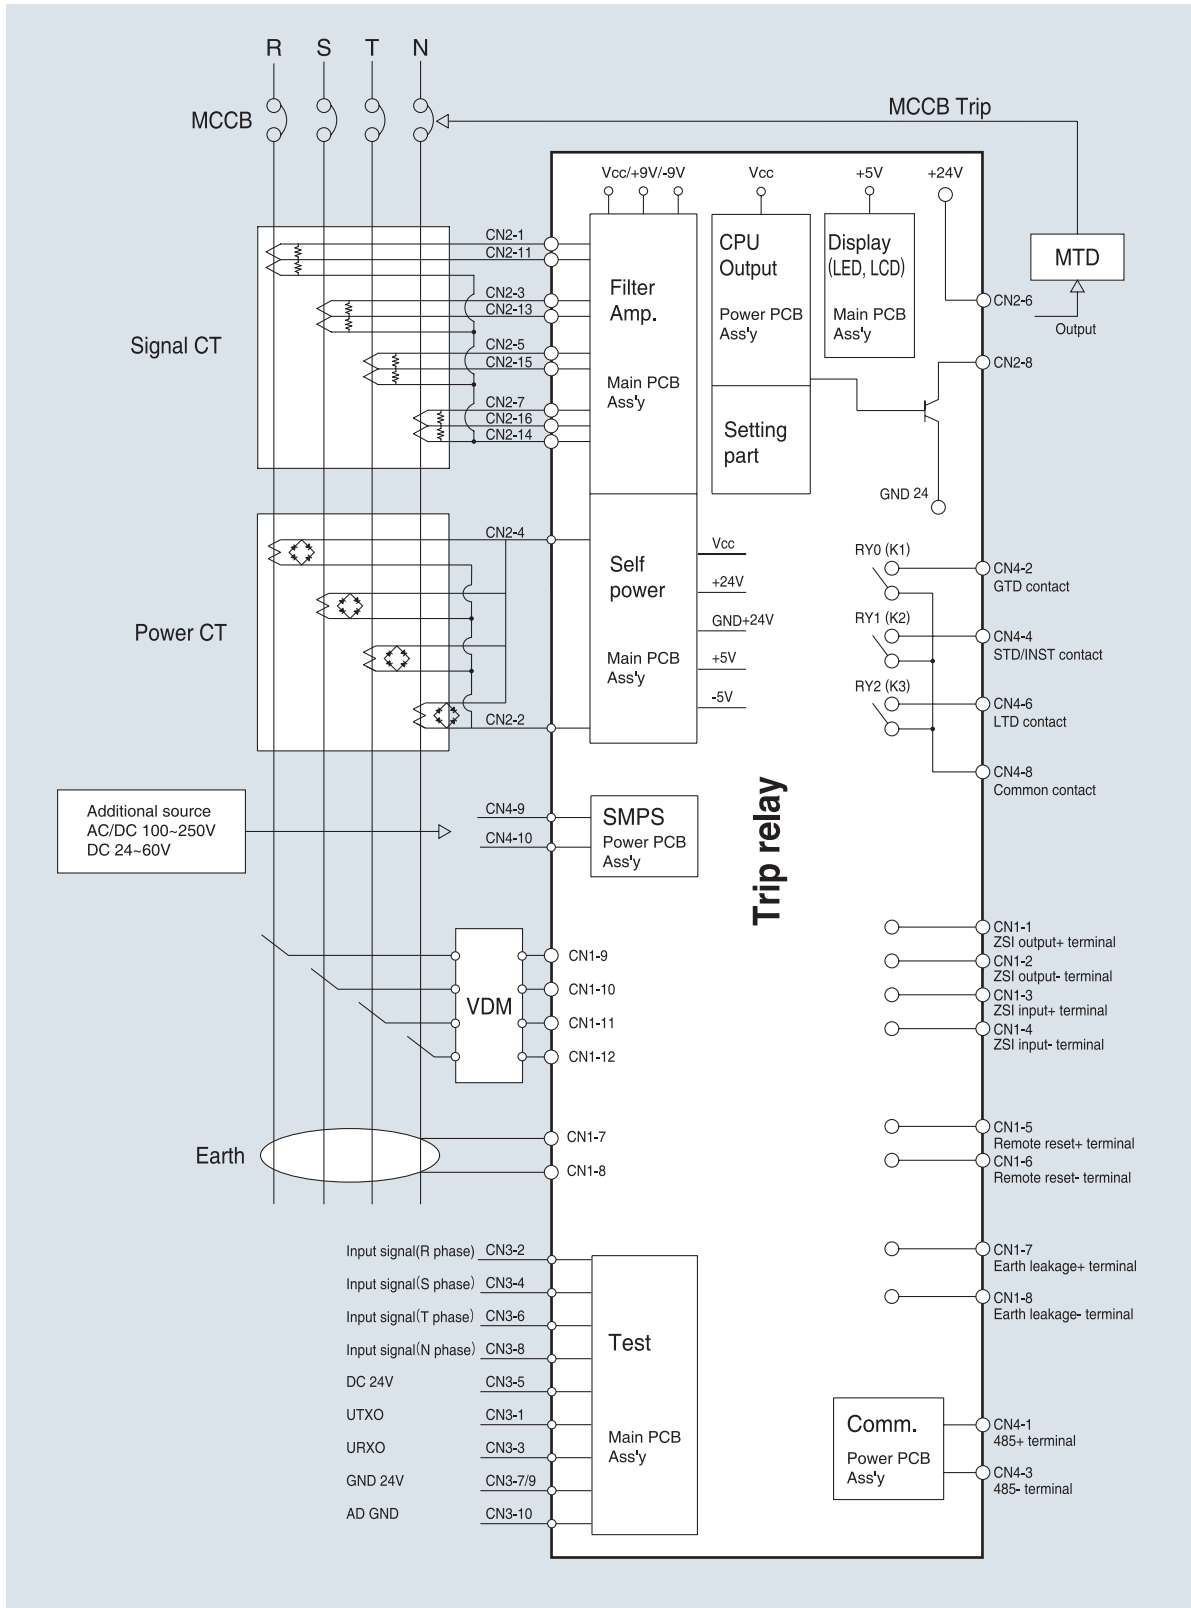 R S T N
MCCB
MCCB Trip
Vcc/+9V/-9V
Vcc
+5V
+24V
CN2-1
CN2-11
CN2-3
CN2-13
CN2-5
CN2-15
CN2-7
CN2-16
CN2-14
Signal CT
Filter
Amp.
Main PCB
Ass'y
CPU
Output
Power PCB
Ass'y
Setting
part
Display
(LED, LCD)
Main PCB
Ass'y
MTD
Output
CN2-6
CN2-8
GND 24
Power CT
CN2-4
CN2-2
Self
power
Main PCB
Ass'y
Vcc
+24V
GND+24V
+5V
-5V
RY0 (K1)
CN4-2
GTD contact
RY1 (K2)
CN4-4
STD/INST contact
RY2 (K3)
CN4-6
LTD contact
CN4-8
Common contact
Additional source
AC/DC 100~250V
DC 24~60V
CN4-9
CN4-10
SMPS
Power PCB
Ass'y
Trip relay
VDM
CN1-9
CN1-10
CN1-11
CN1-12
CN1-1
ZSI output+ terminal
CN1-2
ZSI output- terminal
CN1-3
ZSI input+ terminal
CN1-4
ZSI input- terminal
Earth
CN1-7
CN1-8
CN1-5
Remote reset+ terminal
CN1-6
Remote reset- terminal
CN1-7
Earth leakage+ terminal
CN1-8
Earth leakage- terminal
Input signal(R phase) CN3-2
Input signal(S phase) CN3-4
Input signal(T phase) CN3-6
Input signal(N phase) CN3-8
DC 24V CN3-5
UTXO CN3-1
URXO CN3-3
GND 24V CN3-7/9
AD GND CN3-10
Test
Main PCB
Ass'y
Comm.
Power PCB
Ass'y
CN4-1
485+ terminal
CN4-3
485- terminal